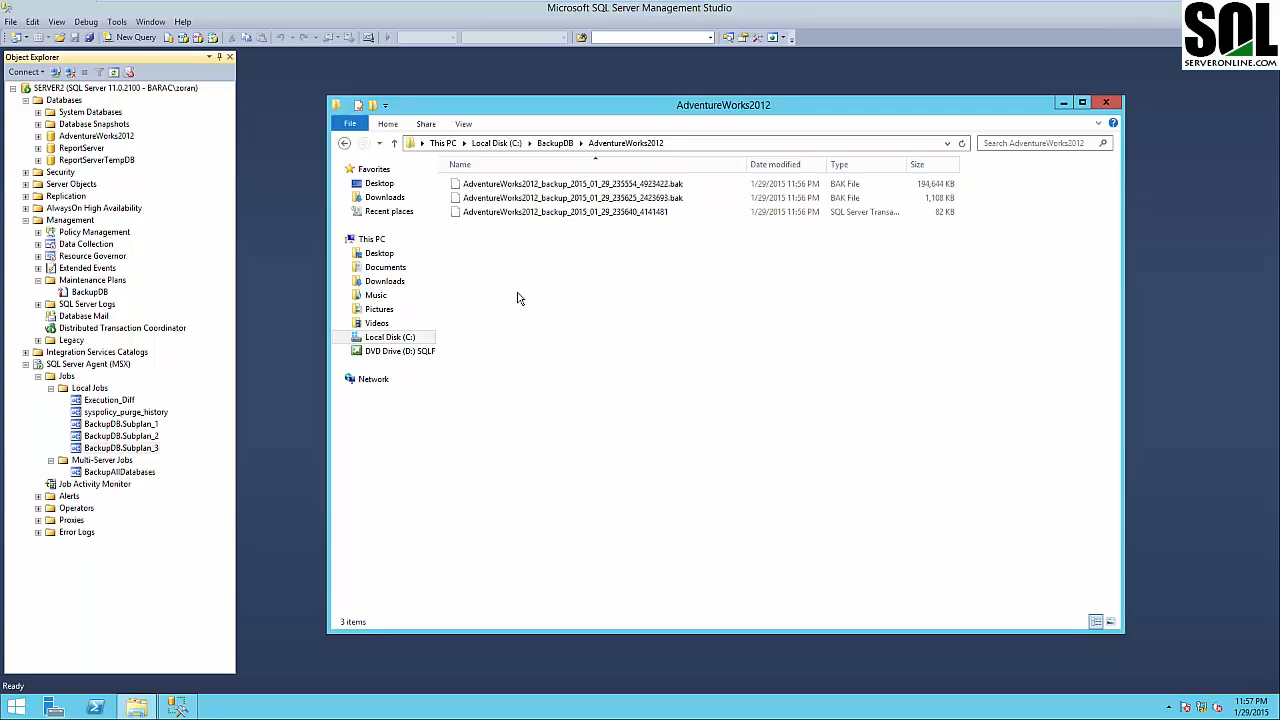 Microsoft SQL Server Management Studio
SQL
SERVERONLINE.COM
File Edit View Debug Tools Window Help
New Query
Object Explorer
Connect
SERVER2 (SQL Server 11.0.2100 - BARAC\zoran)
Databases
System Databases
Database Snapshots
AdventureWorks2012
ReportServer
ReportServerTempDB
Security
Server Objects
Replication
AlwaysOn High Availability
Management
Policy Management
Data Collection
Resource Governor
Extended Events
Maintenance Plans
BackupDB
SQL Server Logs
Database Mail
Distributed Transaction Coordinator
Legacy
Integration Services Catalogs
SQL Server Agent (MSX)
Jobs
Local Jobs
Execution_Diff
syspolicy_purge_history
BackupDB.Subplan_1
BackupDB.Subplan_2
BackupDB.Subplan_3
Multi-Server Jobs
BackupAllDatabases
Job Activity Monitor
Alerts
Operators
Proxies
Error Logs
AdventureWorks2012
File Home Share View
This PC Local Disk (C:) BackupDB AdventureWorks2012
Search AdventureWorks2012
Favorites
Desktop
Downloads
Recent places
This PC
Desktop
Documents
Downloads
Music
Pictures
Videos
Local Disk (C:)
DVD Drive (D:) SQLF
Network
Name Date modified Type Size
AdventureWorks2012_backup_2015_01_29_235554_4923422.bak 1/29/2015 11:56 PM BAK File 194,644 KB
AdventureWorks2012_backup_2015_01_29_235625_2423693.bak 1/29/2015 11:56 PM BAK File 1,108 KB
AdventureWorks2012_backup_2015_01_29_235640_4141481 1/29/2015 11:56 PM SQL Server Transa... 82 KB
3 items
Ready
11:57 PM
1/29/2015